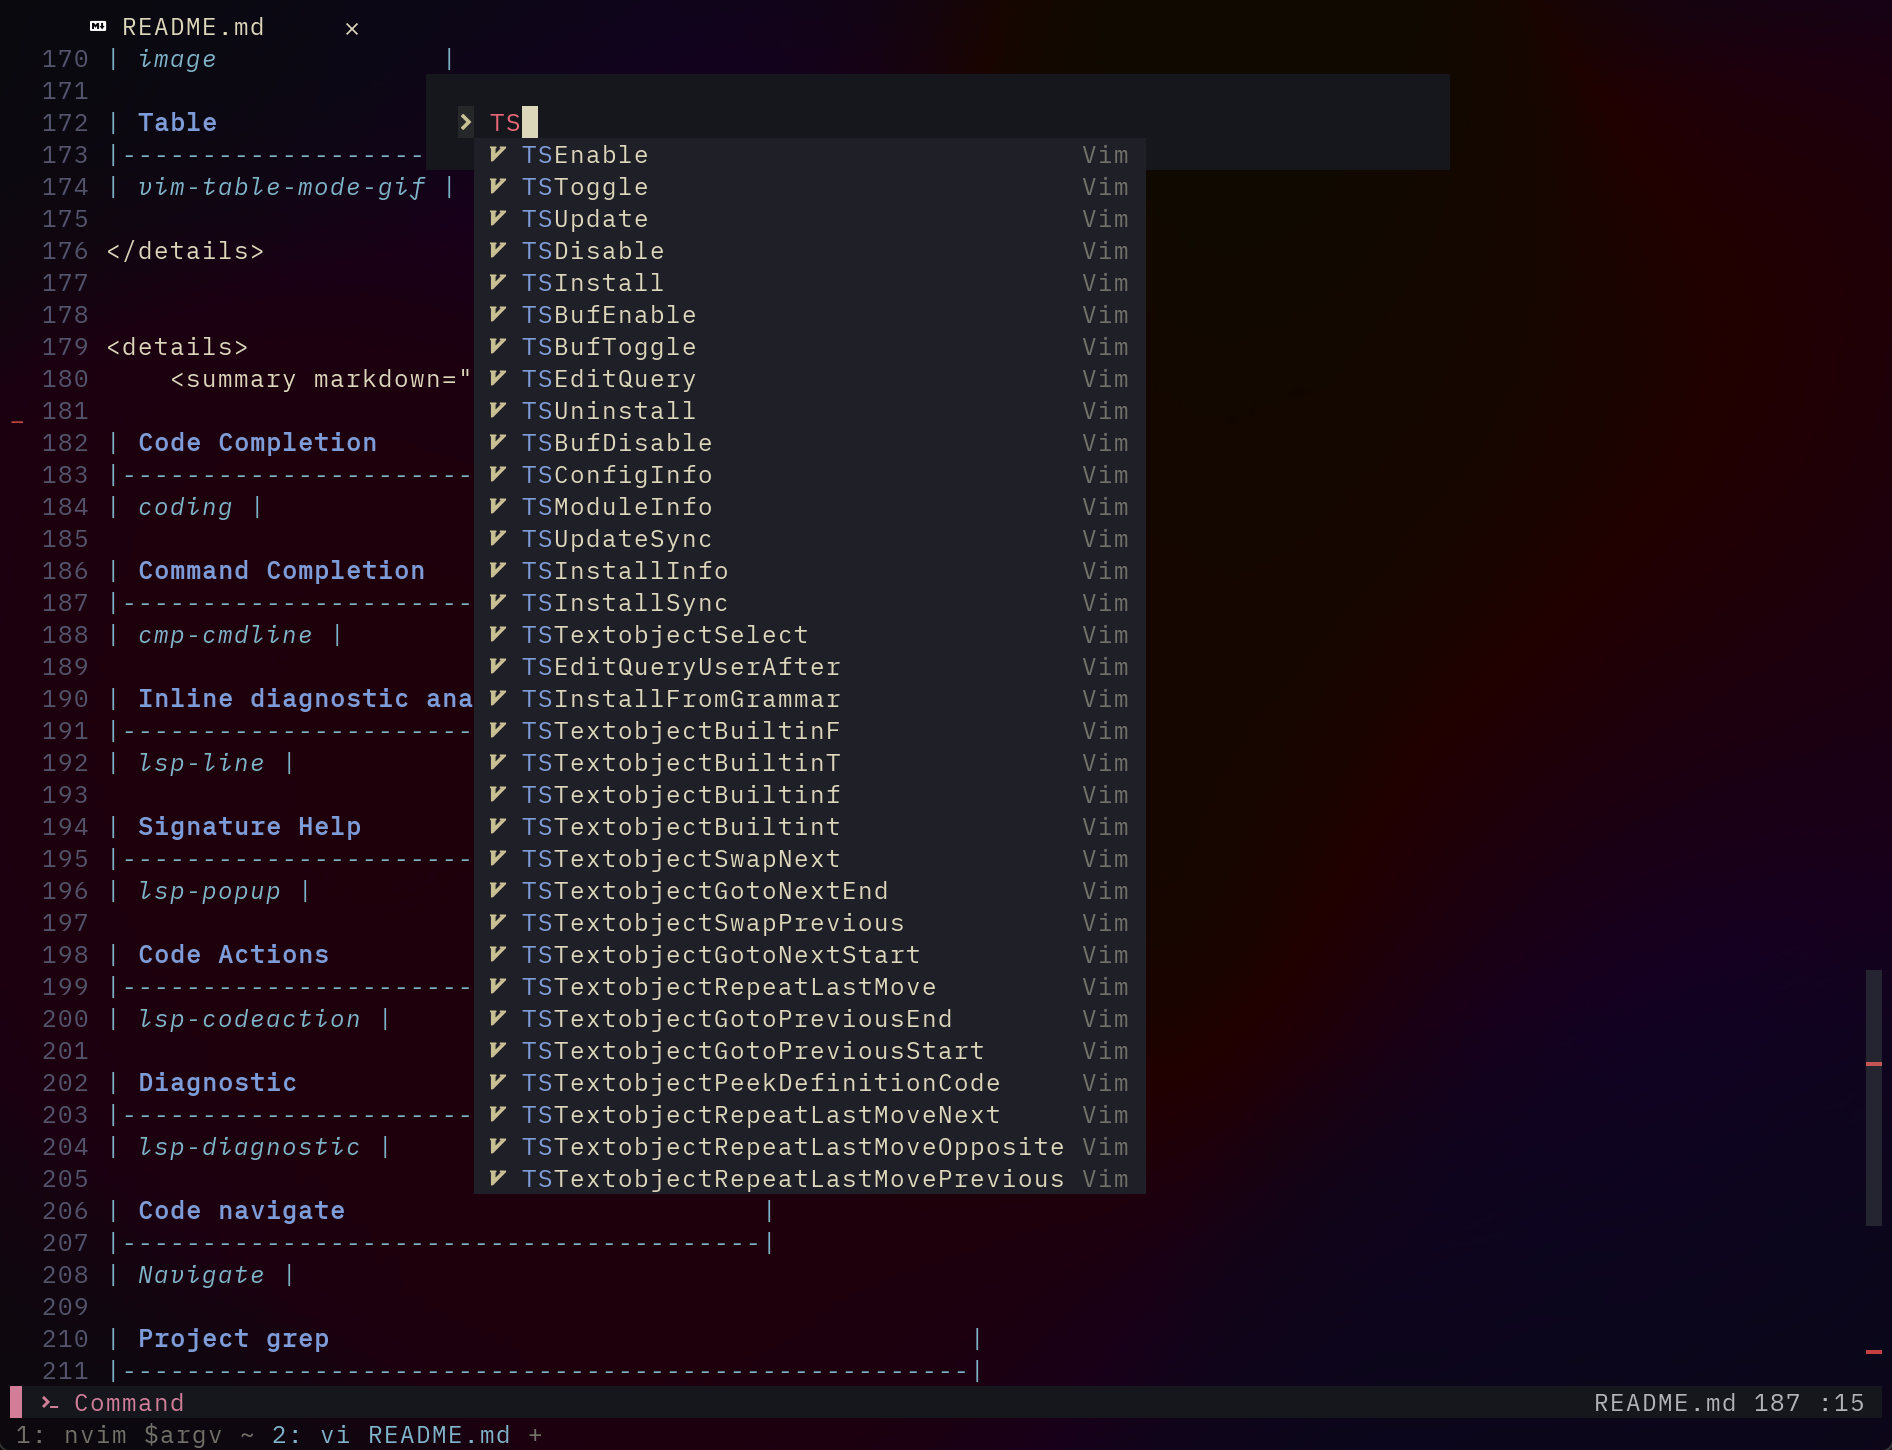 README.md ×
170 | image |
171
172 | Table
> TS
173 |-------------------
TSEnable Vim
174 | vim-table-mode-gif |
TSToggle Vim
175
TSUpdate Vim
176 </details>
TSDisable Vim
177
TSInstall Vim
178
TSBufEnable Vim
179 <details>
TSBufToggle Vim
180 <summary markdown="
TSEditQuery Vim
181
TSUninstall Vim
182 | Code Completion
TSBufDisable Vim
183 |----------------------
TSConfigInfo Vim
184 | coding |
TSModuleInfo Vim
185
TSUpdateSync Vim
186 | Command Completion
TSInstallInfo Vim
187 |----------------------
TSInstallSync Vim
188 | cmp-cmdline |
TSTextobjectSelect Vim
189
TSEditQueryUserAfter Vim
190 | Inline diagnostic ana
TSInstallFromGrammar Vim
191 |----------------------
TSTextobjectBuiltinF Vim
192 | lsp-line |
TSTextobjectBuiltinT Vim
193
TSTextobjectBuiltinf Vim
194 | Signature Help
TSTextobjectBuiltint Vim
195 |----------------------
TSTextobjectSwapNext Vim
196 | lsp-popup |
TSTextobjectGotoNextEnd Vim
197
TSTextobjectSwapPrevious Vim
198 | Code Actions
TSTextobjectGotoNextStart Vim
199 |----------------------
TSTextobjectRepeatLastMove Vim
200 | lsp-codeaction |
TSTextobjectGotoPreviousEnd Vim
201
TSTextobjectGotoPreviousStart Vim
202 | Diagnostic
TSTextobjectPeekDefinitionCode Vim
203 |----------------------
TSTextobjectRepeatLastMoveNext Vim
204 | lsp-diagnostic |
TSTextobjectRepeatLastMoveOpposite Vim
205
TSTextobjectRepeatLastMovePrevious Vim
206 | Code navigate |
207 |----------------------------------------|
208 | Navigate |
209
210 | Project grep |
211 |-----------------------------------------------------|
Command README.md 187 :15
1: nvim $argv ~ 2: vi README.md +